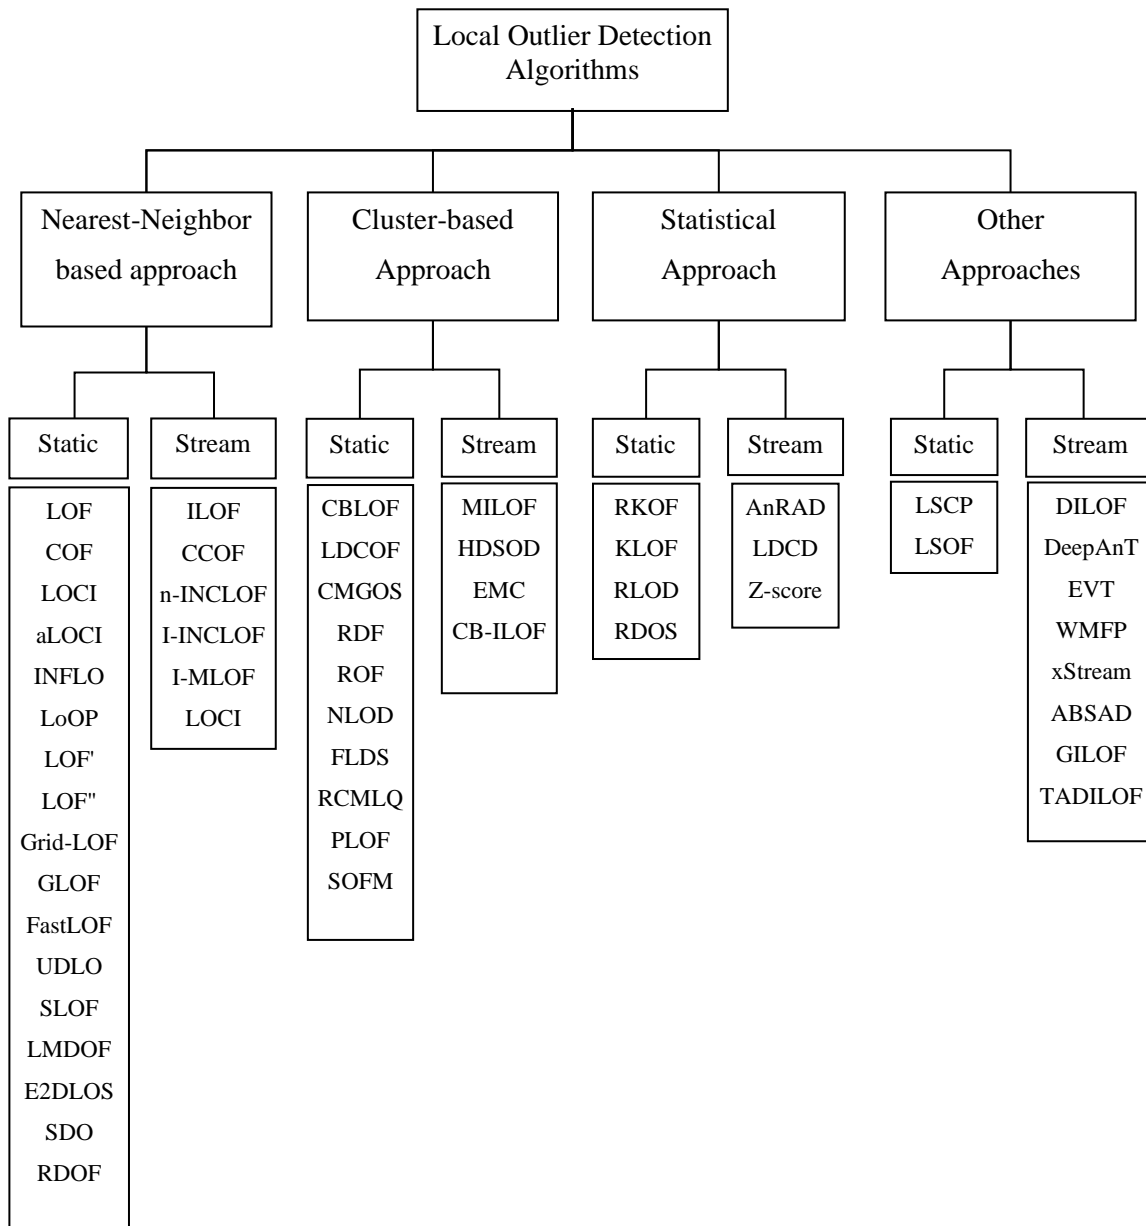 Local Outlier Detection
Algorithms
Nearest-Neighbor
based approach
Cluster-based
Approach
Statistical
Approach
Other
Approaches
Static
LOF
COF
LOCI
aLOCI
INFLO
LoOP
LOF'
LOF"
Grid-LOF
GLOF
FastLOF
UDLO
SLOF
LMDOF
E2DLOS
SDO
RDOF
Stream
ILOF
CCOF
n-INCLOF
I-INCLOF
I-MLOF
LOCI
Static
CBLOF
LDCOF
CMGOS
RDF
ROF
NLOD
FLDS
RCMLQ
PLOF
SOFM
Stream
MILOF
HDSOD
EMC
CB-ILOF
Static
RKOF
KLOF
RLOD
RDOS
Stream
AnRAD
LDCD
Z-score
Static
LSCP
LSOF
Stream
DILOF
DeepAnT
EVT
WMFP
xStream
ABSAD
GILOF
TADILOF